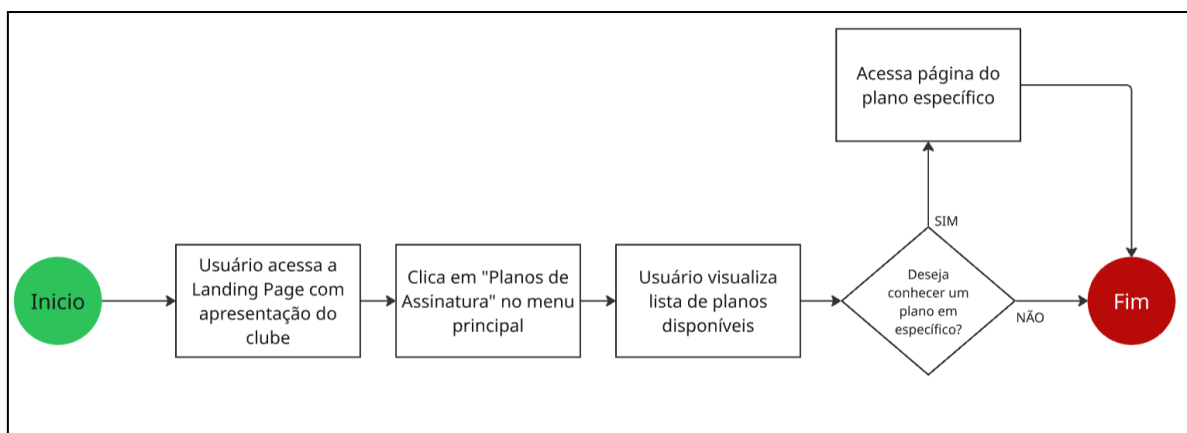 Inicio
Usuário acessa a
Landing Page com
apresentação do
clube
Clica em "Planos de
Assinatura" no menu
principal
Usuário visualiza
lista de planos
disponíveis
Deseja
conhecer um
plano em
específico?
SIM
Acessa página do
plano específico
NÃO
Fim